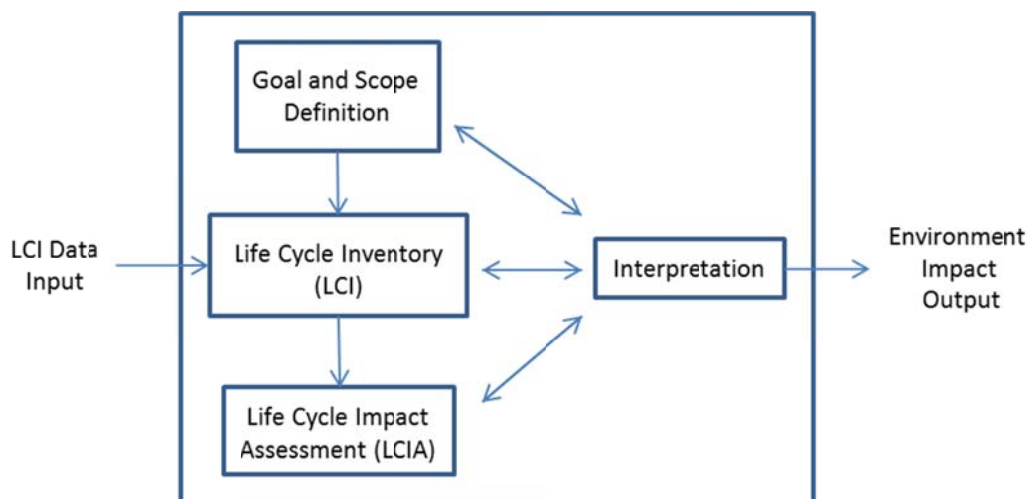 Goal and Scope
Definition
LCI Data
Input
Life Cycle Inventory
(LCI)
Interpretation
Environment
Impact
Output
Life Cycle Impact
Assessment (LCIA)